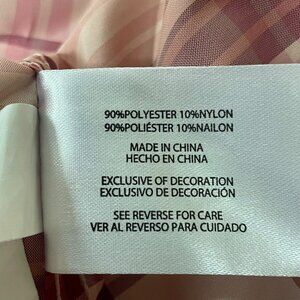 90%POLYESTER 10%NYLON
90%POLIÉSTER 10%NAILON
MADE IN CHINA
HECHO EN CHINA
EXCLUSIVE OF DECORATION
EXCLUSIVO DE DECORACIÓN
SEE REVERSE FOR CARE
VER AL REVERSO PARA CUIDADO